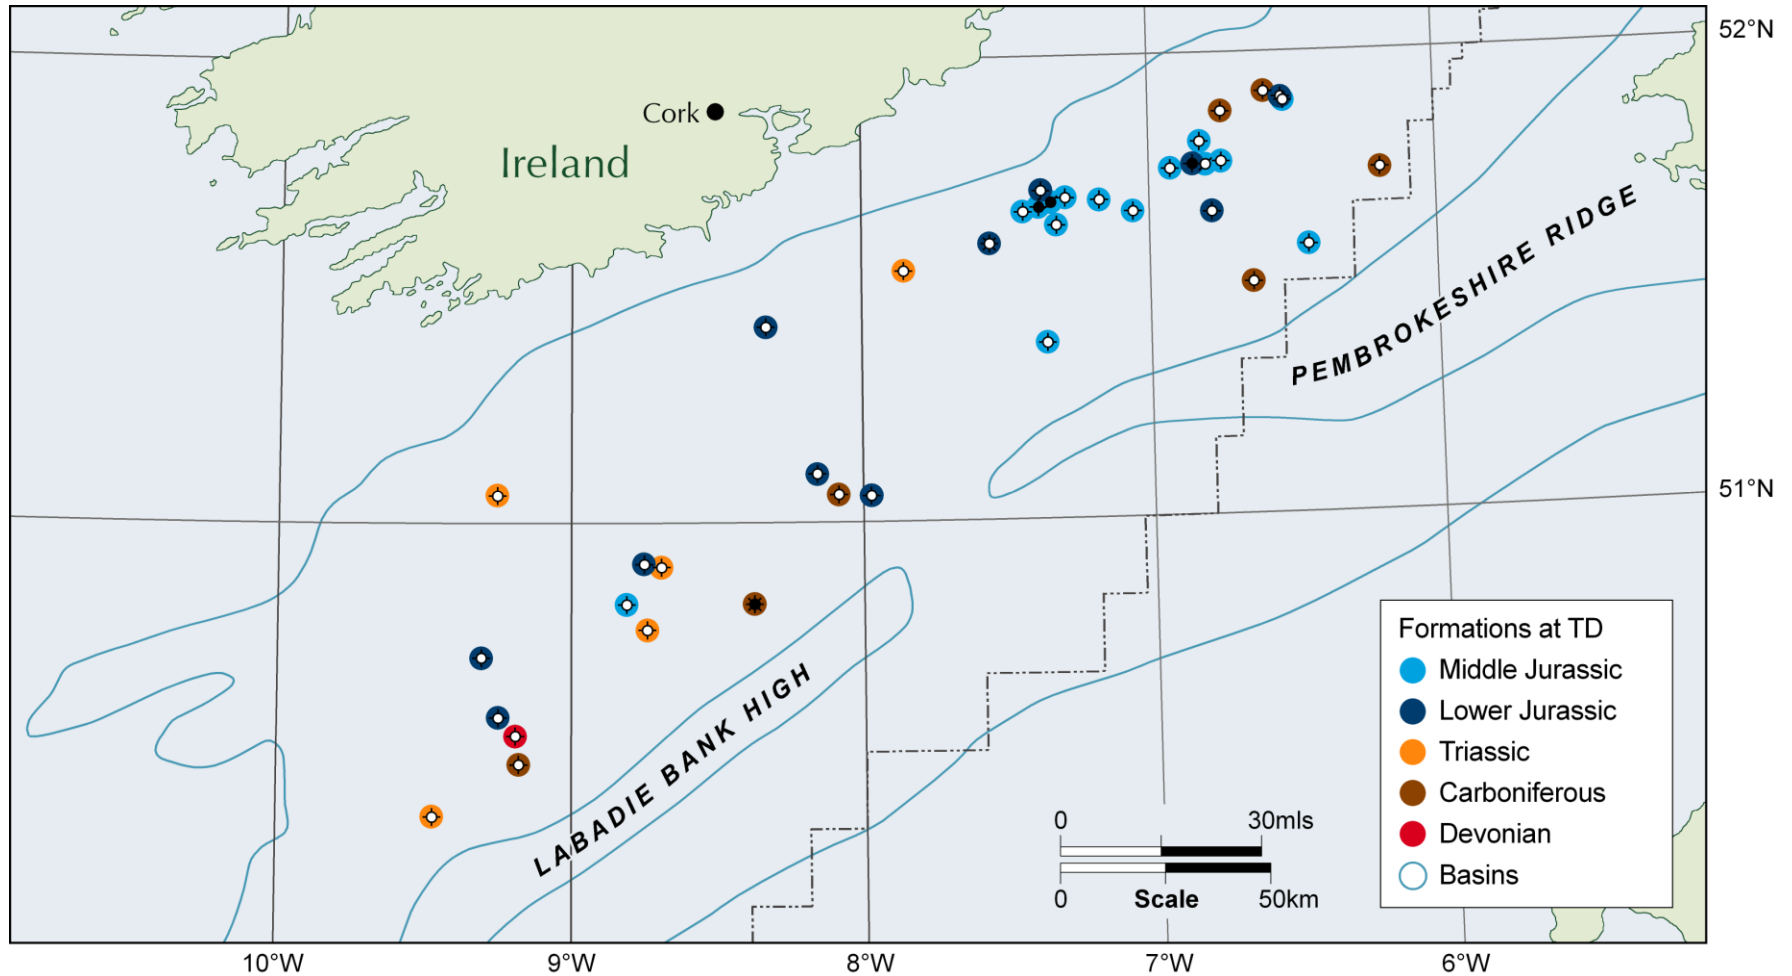 52°N
Cork
Ireland
PEMBROKESHIRE RIDGE
51°N
LABADIE BANK HIGH
Formations at TD
Middle Jurassic
Lower Jurassic
Triassic
Carboniferous
Devonian
Basins
0 30mls
0 Scale 50km
10°W 9°W 8°W 7°W 6°W